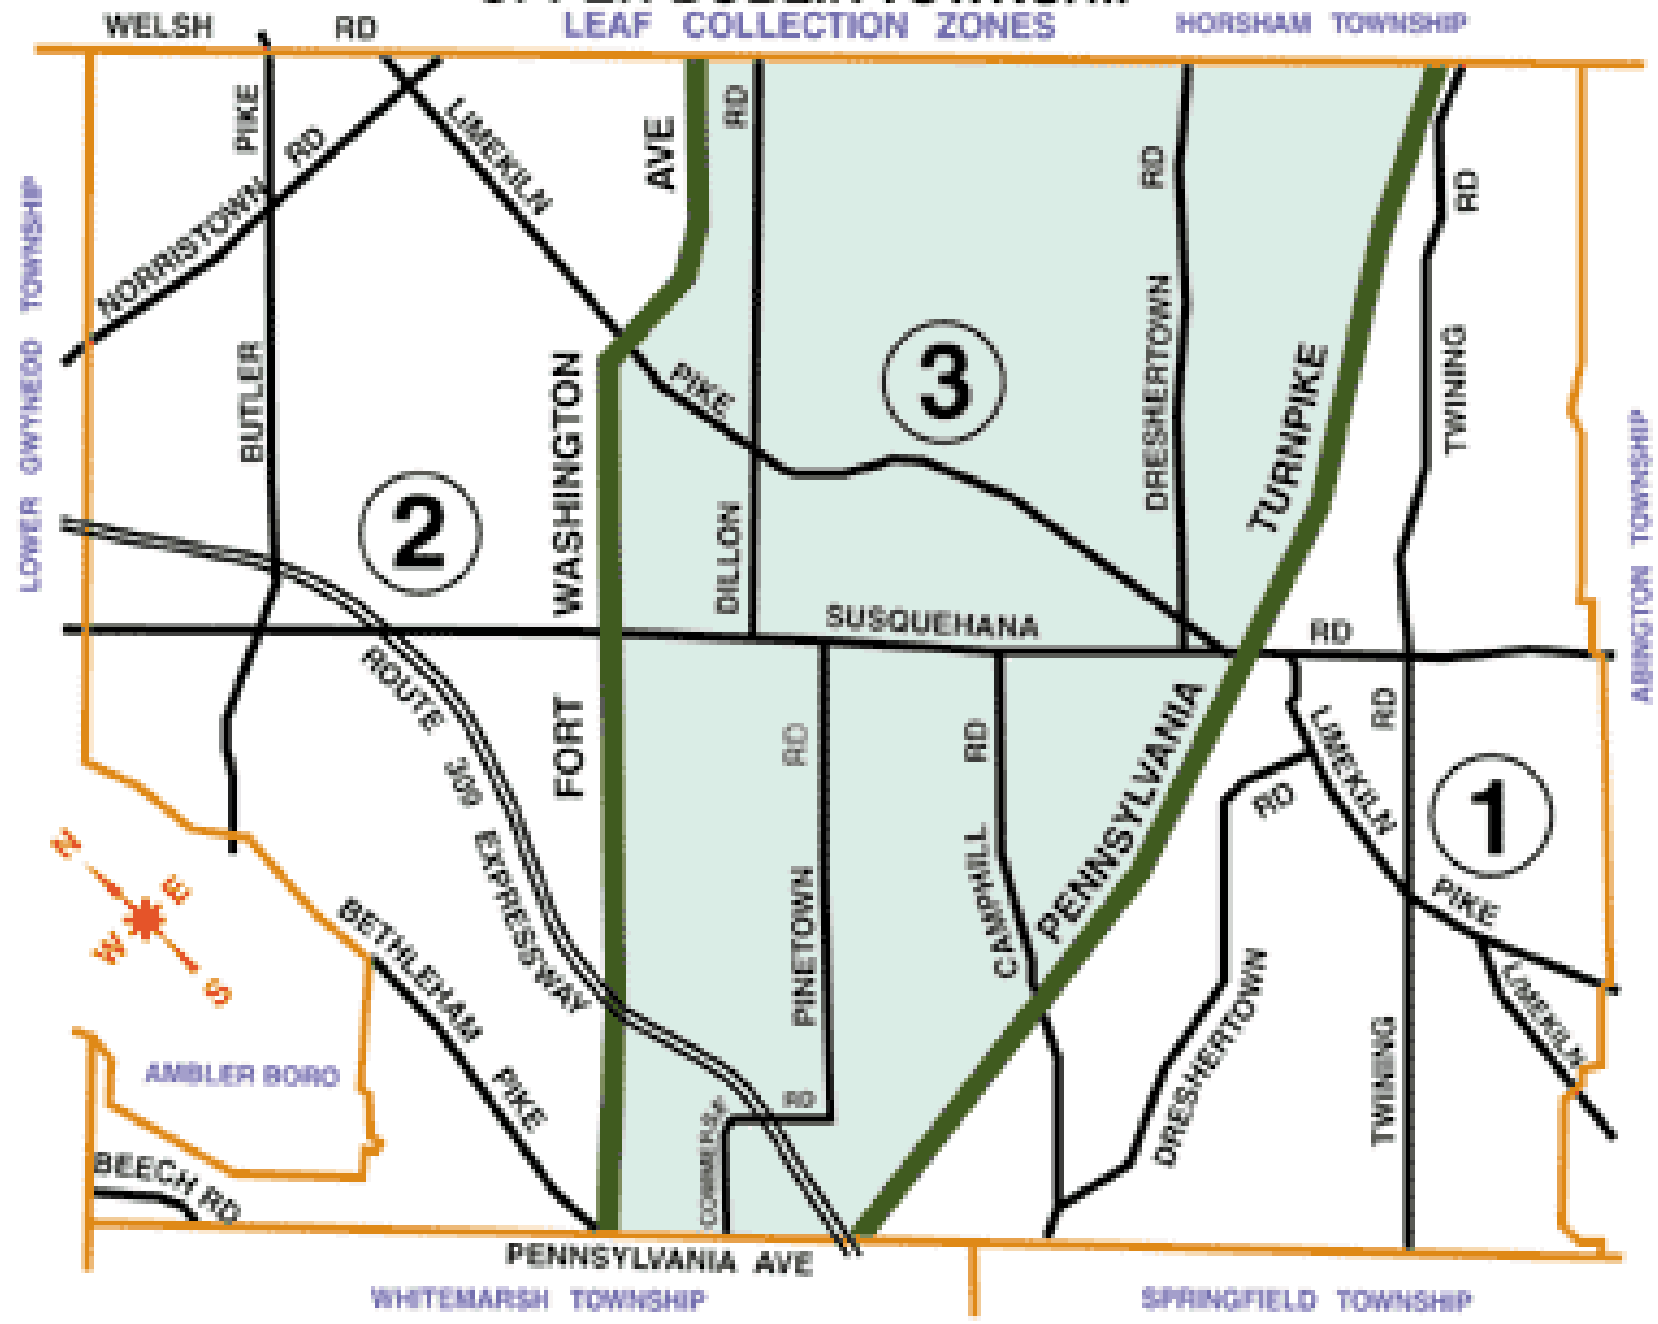 WELSH RD
LEAF COLLECTION ZONES
HORSHAM TOWNSHIP
PIKE
RD
LIMEKILN
AVE
RD
RD
RD
NORRISTOWN
LOWER GWYNEDD TOWNSHIP
BUTLER
WASHINGTON
PIKE
3
DRESHERTOWN
TURNPIKE
TWINING
ABINGTON TOWNSHIP
2
DILLON
SUSQUEHANA
RD
ROUTE 309 EXPRESSWAY
FORT
RD
RD
PENNSYLVANIA
RD
LIMEKILN
RD
1
PIKE
N
E
W
S
BETHLEHAM
PIKE
PINETOWN
CAMPHILL
DRESHERTOWN
LIMEKILN
TWINING
AMBLER BORO
RD
BEECH RD
PENNSYLVANIA AVE
WHITEMARSH TOWNSHIP
SPRINGFIELD TOWNSHIP